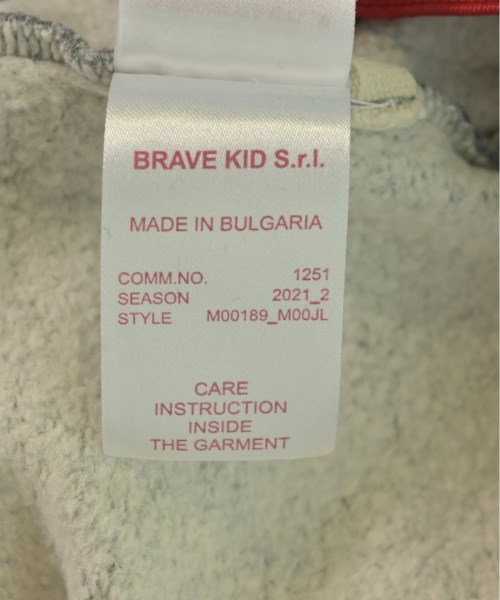 BRAVE KID S.r.l.
MADE IN BULGARIA
COMM.NO. 1251
SEASON 2021_2
STYLE M00189_M00JL
CARE
INSTRUCTION
INSIDE
THE GARMENT